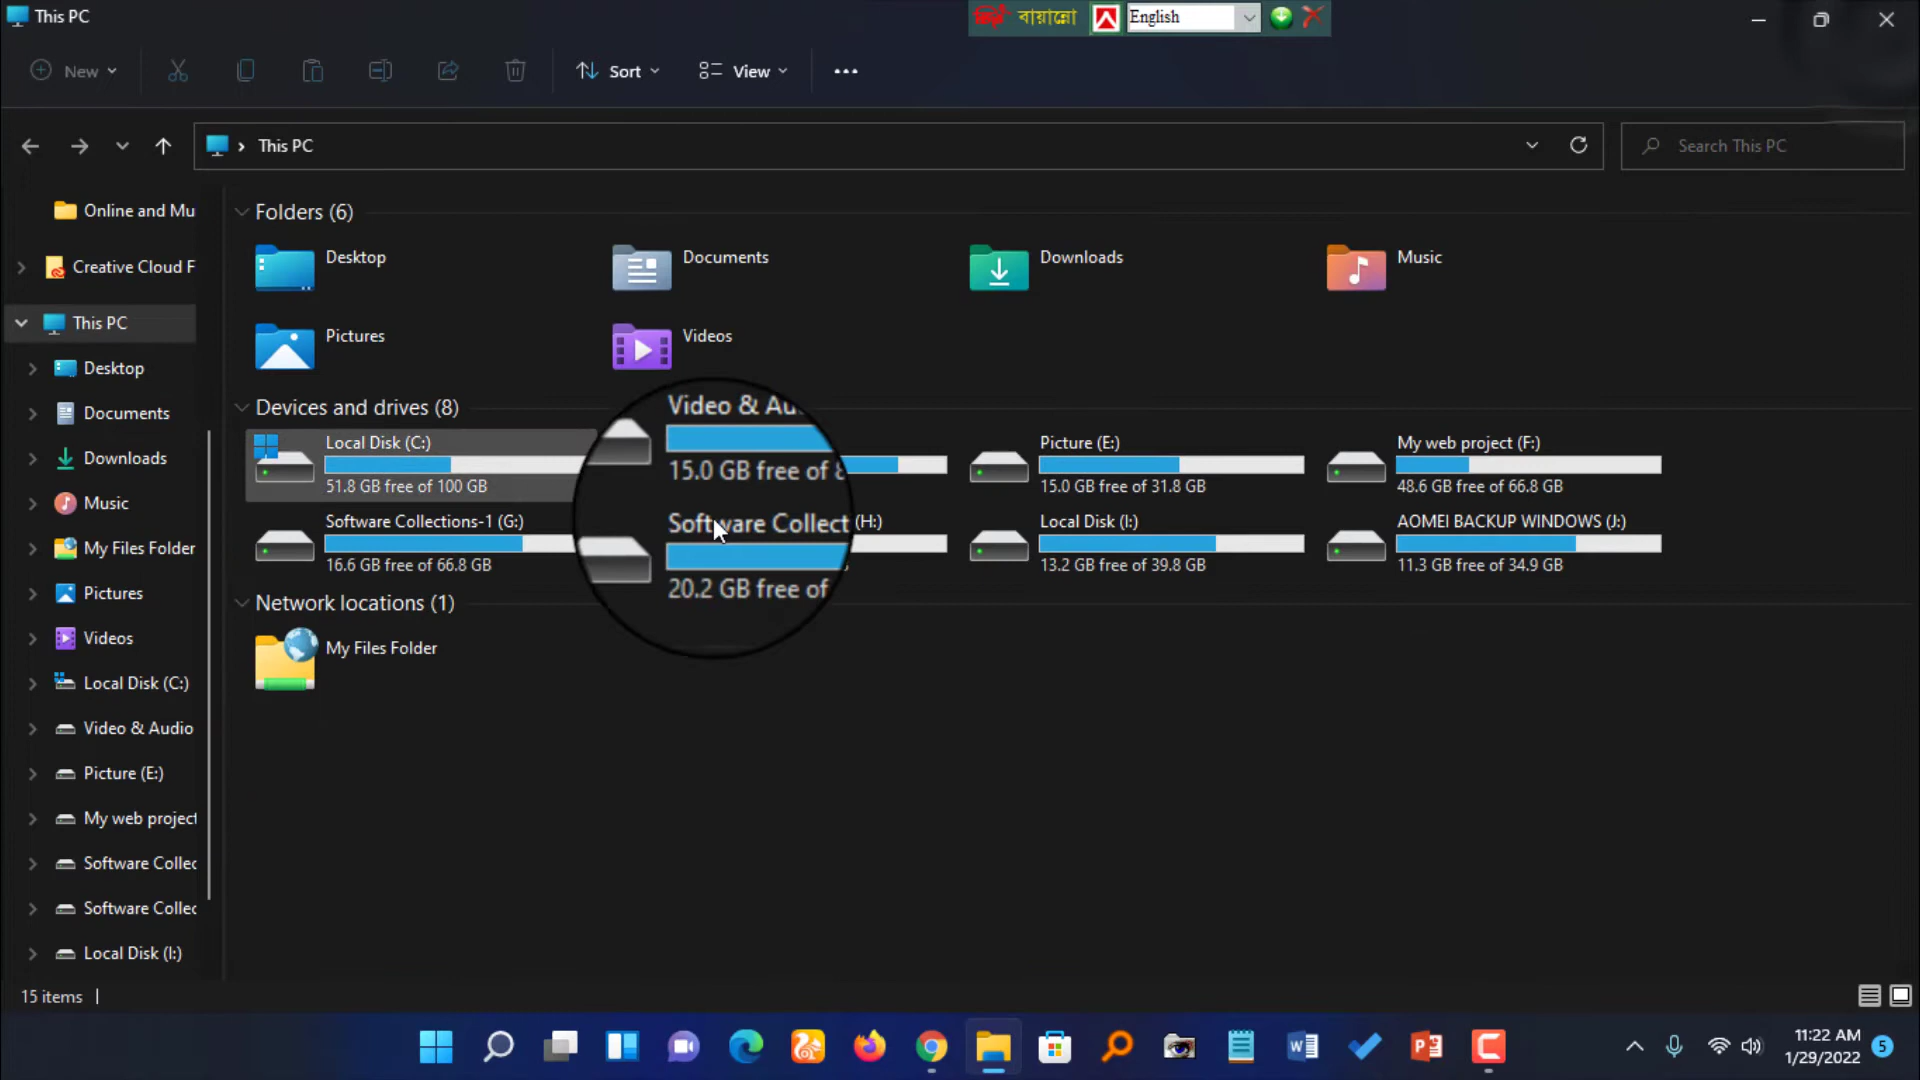 This PC
বায়ান্নো
English
New
Sort
View
This PC
Search This PC
Online and Mu
Creative Cloud F
This PC
Desktop
Documents
Downloads
Music
My Files Folder
Pictures
Videos
Local Disk (C:)
Video & Audio
Picture (E:)
My web project
Software Collec
Software Collec
Local Disk (I:)
Folders (6)
Desktop
Documents
Downloads
Music
Pictures
Videos
Devices and drives (8)
Local Disk (C:)
51.8 GB free of 100 GB
Video & Au
15.0 GB free of
Picture (E:)
15.0 GB free of 31.8 GB
My web project (F:)
48.6 GB free of 66.8 GB
Software Collections-1 (G:)
16.6 GB free of 66.8 GB
Software Collect (H:)
20.2 GB free of
Local Disk (I:)
13.2 GB free of 39.8 GB
AOMEI BACKUP WINDOWS (J:)
11.3 GB free of 34.9 GB
Network locations (1)
My Files Folder
15 items
11:22 AM
1/29/2022
5